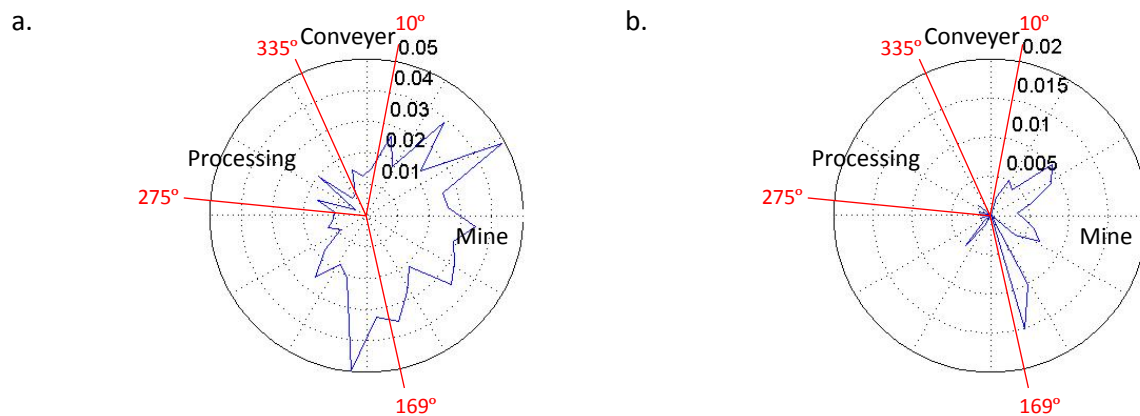 a.
10º
Conveyer
335º
0.05
0.04
0.03
0.02
0.01
Processing
275º
Mine
169º
b.
10º
Conveyer
335º
0.02
0.015
0.01
0.005
Processing
275º
Mine
169º